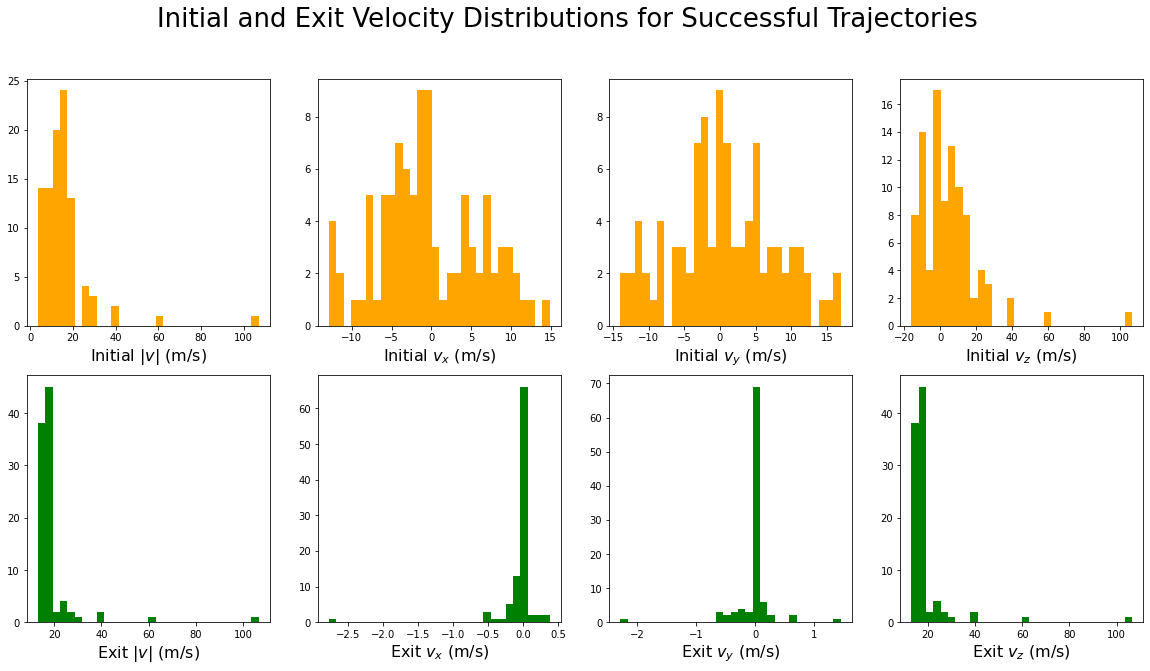 Initial and Exit Velocity Distributions for Successful Trajectories
25
20
15
10
5
0
0 20 40 60 80 100
Initial |v| (m/s)
8
6
4
2
0
−10 −5 0 5 10 15
Initial v_x (m/s)
8
6
4
2
0
−15 −10 −5 0 5 10 15
Initial v_y (m/s)
16
14
12
10
8
6
4
2
0
−20 0 20 40 60 80 100
Initial v_z (m/s)
40
30
20
10
0
20 40 60 80 100
Exit |v| (m/s)
60
50
40
30
20
10
0
−2.5 −2.0 −1.5 −1.0 −0.5 0.0 0.5
Exit v_x (m/s)
70
60
50
40
30
20
10
0
−2 −1 0 1
Exit v_y (m/s)
40
30
20
10
0
20 40 60 80 100
Exit v_z (m/s)